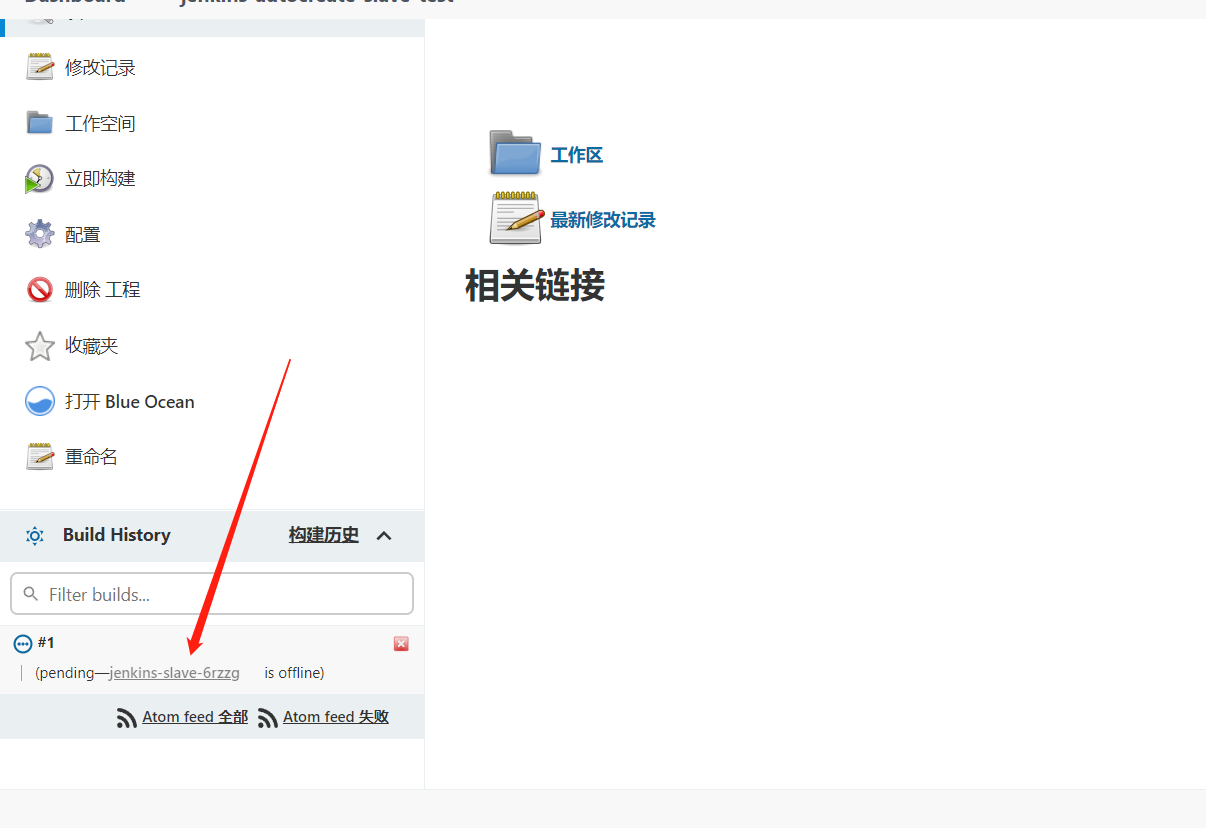 Dashboard jenkins-autocreate-slave-test
修改记录
工作空间
立即构建
配置
删除 工程
收藏夹
打开 Blue Ocean
重命名
Build History 构建历史
Filter builds...
#1
(pending—jenkins-slave-6rzzg is offline)
Atom feed 全部 Atom feed 失败
工作区
最新修改记录
相关链接